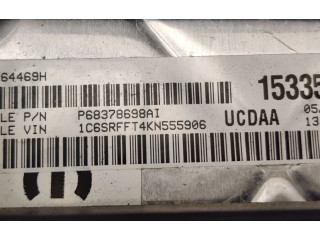 64469H
15335
LE P/N P68378698AI
LE VIN 1C6SRFFT4KN555906
UCDAA
05
13